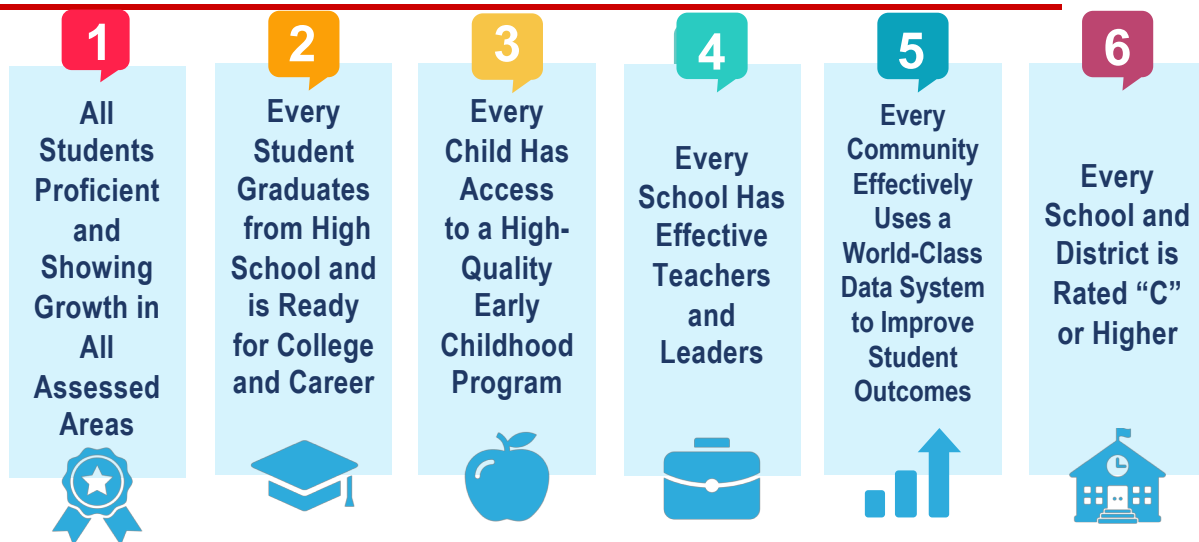 1
All
Students
Proficient
and
Showing
Growth in
All
Assessed
Areas
2
Every
Student
Graduates
from High
School and
is Ready
for College
and Career
3
Every
Child Has
Access
to a High-
Quality
Early
Childhood
Program
4
Every
School Has
Effective
Teachers
and
Leaders
5
Every
Community
Effectively
Uses a
World-Class
Data System
to Improve
Student
Outcomes
6
Every
School and
District is
Rated “C”
or Higher